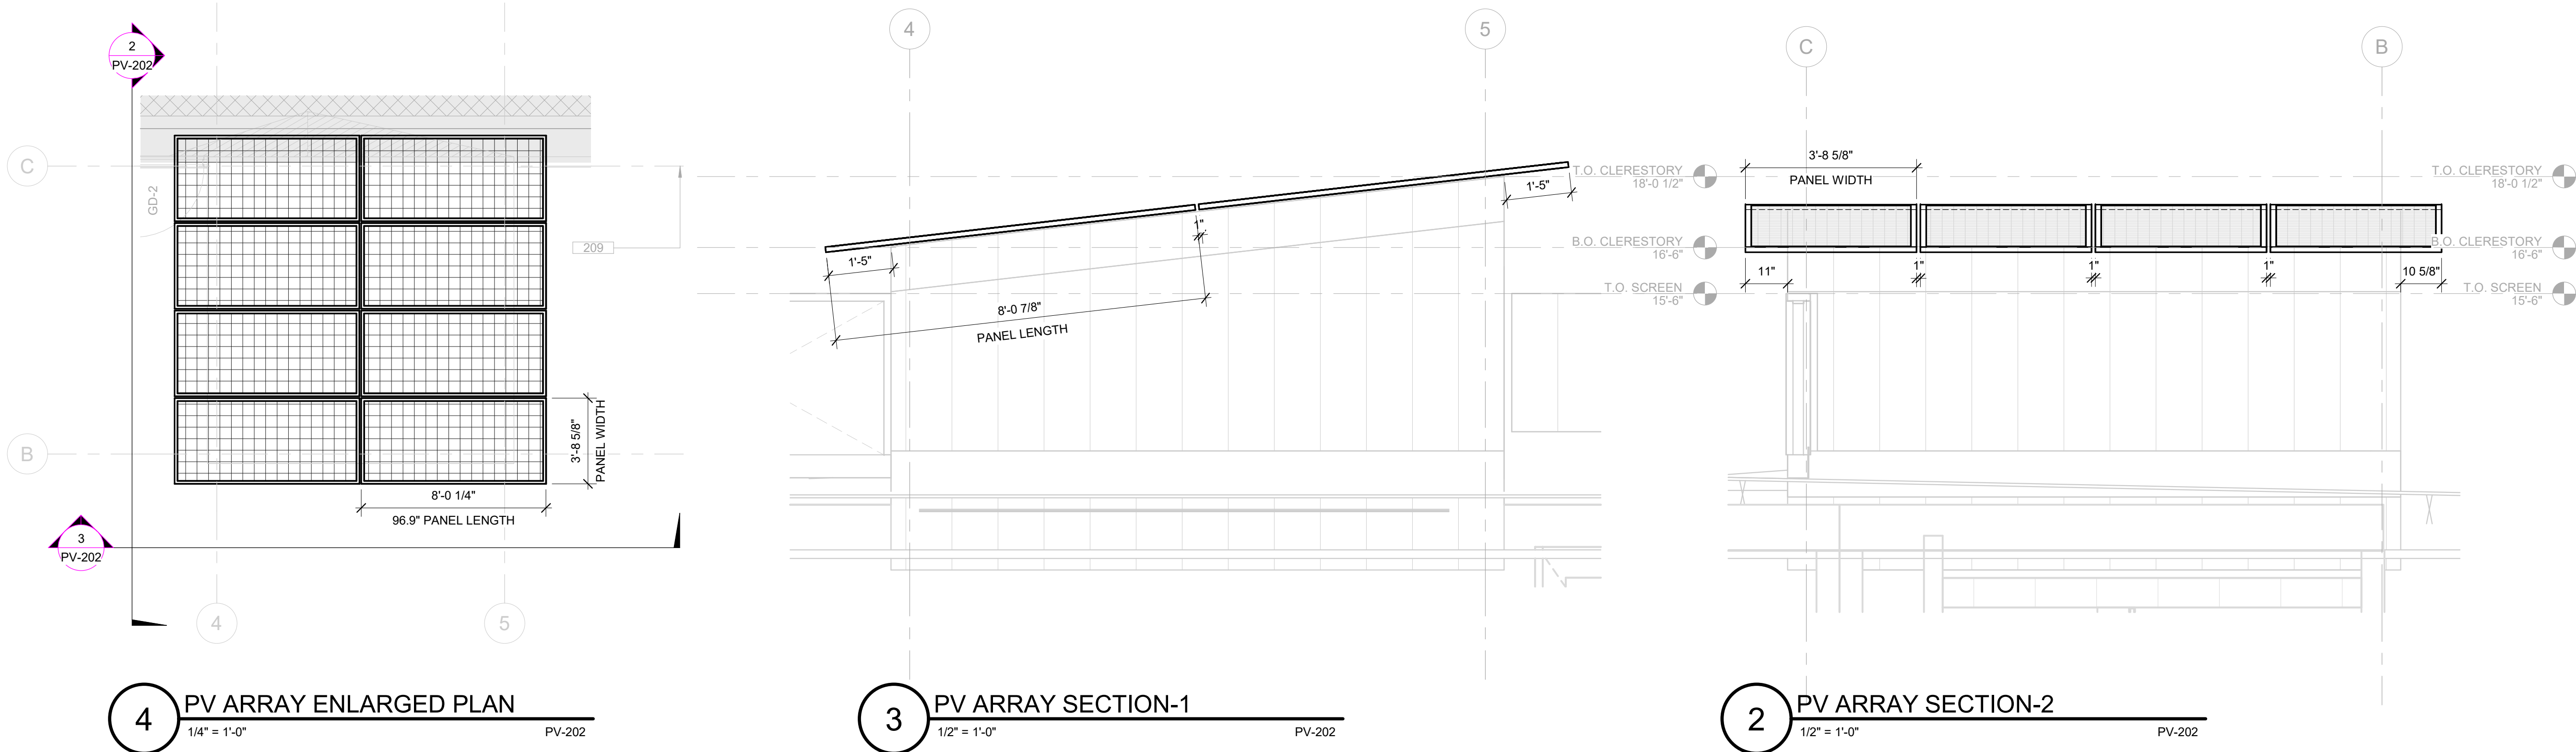 2
PV-202
C
GD-2
209
B
3'-8 5/8"
PANEL WIDTH
8'-0 1/4"
96.9" PANEL LENGTH
3
PV-202
4
5
4
PV ARRAY ENLARGED PLAN
1/4" = 1'-0"
PV-202
4
5
T.O. CLERESTORY
18'-0 1/2"
1'-5"
1"
B.O. CLERESTORY
16'-6"
1'-5"
T.O. SCREEN
15'-6"
8'-0 7/8"
PANEL LENGTH
3
PV ARRAY SECTION-1
1/2" = 1'-0"
PV-202
C
B
3'-8 5/8"
PANEL WIDTH
T.O. CLERESTORY
18'-0 1/2"
B.O. CLERESTORY
16'-6"
11"
1"
1"
1"
10 5/8"
T.O. SCREEN
15'-6"
2
PV ARRAY SECTION-2
1/2" = 1'-0"
PV-202